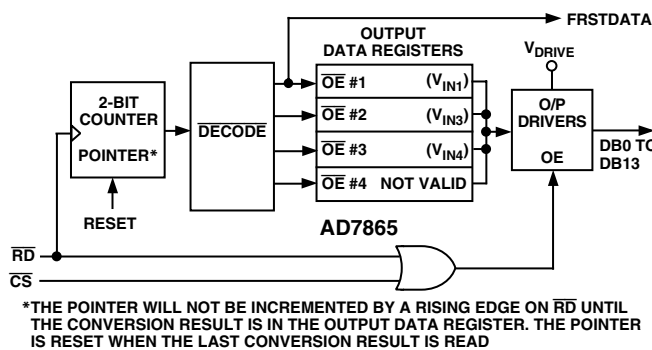 FRSTDATA
OUTPUT
DATA REGISTERS
VDRIVE
2-BIT
COUNTER
POINTER*
RESET
DECODE
OE #1 (VIN1)
OE #2 (VIN3)
OE #3 (VIN4)
OE #4 NOT VALID
O/P
DRIVERS
OE
DB0 TO
DB13
AD7865
RD
CS
*THE POINTER WILL NOT BE INCREMENTED BY A RISING EDGE ON RD UNTIL
THE CONVERSION RESULT IS IN THE OUTPUT DATA REGISTER. THE POINTER
IS RESET WHEN THE LAST CONVERSION RESULT IS READ